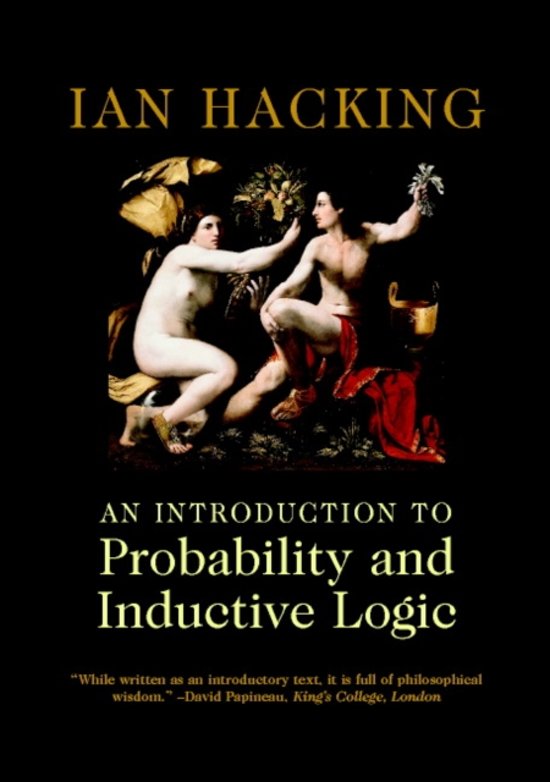 IAN HACKING
AN INTRODUCTION TO
Probability and
Inductive Logic
“While written as an introductory text, it is full of philosophical
wisdom.” –David Papineau, King's College, London